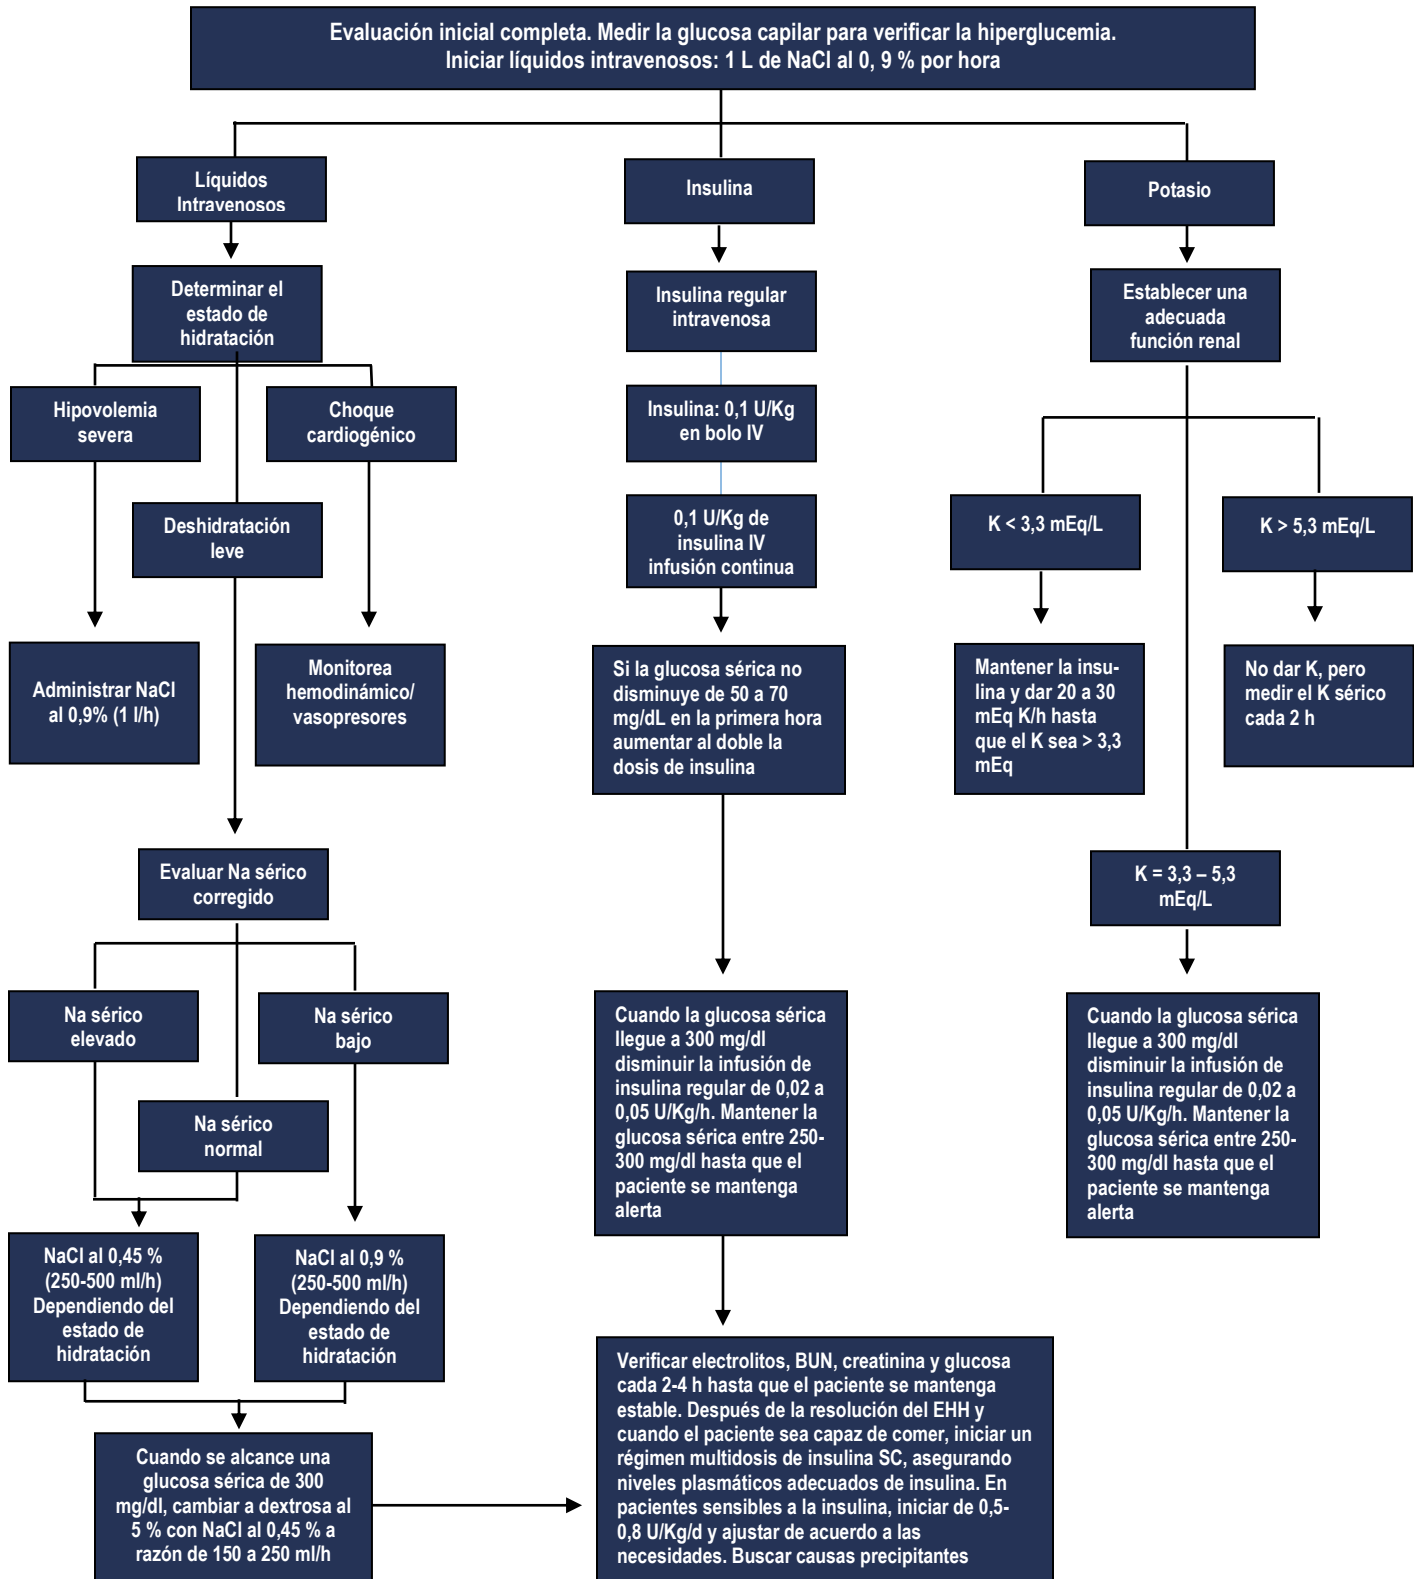 Evaluación inicial completa. Medir la glucosa capilar para verificar la hiperglucemia.
Iniciar líquidos intravenosos: 1 L de NaCl al 0, 9 % por hora
Líquidos
Intravenosos
Insulina
Potasio
Determinar el
estado de
hidratación
Insulina regular
intravenosa
Establecer una
adecuada
función renal
Hipovolemia
severa
Choque
cardiogénico
Insulina: 0,1 U/Kg
en bolo IV
Deshidratación
leve
0,1 U/Kg de
insulina IV
infusión continua
K < 3,3 mEq/L
K > 5,3 mEq/L
Administrar NaCl
al 0,9% (1 l/h)
Monitorea
hemodinámico/
vasopresores
Si la glucosa sérica no
disminuye de 50 a 70
mg/dL en la primera hora
aumentar al doble la
dosis de insulina
Mantener la insu-
lina y dar 20 a 30
mEq K/h hasta
que el K sea > 3,3
mEq
No dar K, pero
medir el K sérico
cada 2 h
Evaluar Na sérico
corregido
K = 3,3 – 5,3
mEq/L
Na sérico
elevado
Na sérico
bajo
Na sérico
normal
Cuando la glucosa sérica
llegue a 300 mg/dl
disminuir la infusión de
insulina regular de 0,02 a
0,05 U/Kg/h. Mantener la
glucosa sérica entre 250-
300 mg/dl hasta que el
paciente se mantenga
alerta
Cuando la glucosa sérica
llegue a 300 mg/dl
disminuir la infusión de
insulina regular de 0,02 a
0,05 U/Kg/h. Mantener la
glucosa sérica entre 250-
300 mg/dl hasta que el
paciente se mantenga
alerta
NaCl al 0,45 %
(250-500 ml/h)
Dependiendo del
estado de
hidratación
NaCl al 0,9 %
(250-500 ml/h)
Dependiendo del
estado de
hidratación
Cuando se alcance una
glucosa sérica de 300
mg/dl, cambiar a dextrosa al
5 % con NaCl al 0,45 % a
razón de 150 a 250 ml/h
Verificar electrolitos, BUN, creatinina y glucosa
cada 2-4 h hasta que el paciente se mantenga
estable. Después de la resolución del EHH y
cuando el paciente sea capaz de comer, iniciar un
régimen multidosis de insulina SC, asegurando
niveles plasmáticos adecuados de insulina. En
pacientes sensibles a la insulina, iniciar de 0,5-
0,8 U/Kg/d y ajustar de acuerdo a las
necesidades. Buscar causas precipitantes